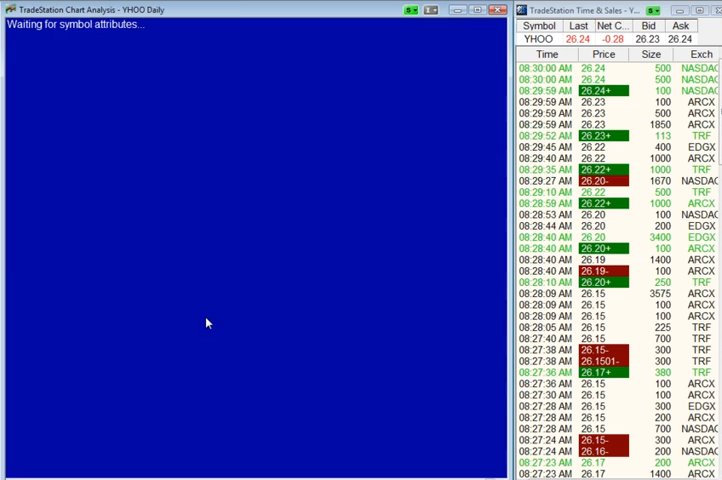 TradeStation Chart Analysis - YHOO Daily
Waiting for symbol attributes...
TradeStation Time & Sales - Y...
Symbol Last Net C... Bid Ask
YHOO 26.24 -0.28 26.23 26.24
Time Price Size Exch
08:30:00 AM 26.24 500 NASDAC
08:30:00 AM 26.24 500 NASDAC
08:29:59 AM 26.24+ 100 NASDAC
08:29:59 AM 26.23 100 ARCX
08:29:59 AM 26.23 500 ARCX
08:29:59 AM 26.23 1850 ARCX
08:29:52 AM 26.23+ 113 TRF
08:29:45 AM 26.22 400 EDGX
08:29:40 AM 26.22 1000 ARCX
08:29:35 AM 26.22+ 1000 TRF
08:29:27 AM 26.20- 1670 NASDAC
08:29:10 AM 26.22 500 TRF
08:28:59 AM 26.22+ 1000 ARCX
08:28:53 AM 26.20 100 NASDAC
08:28:44 AM 26.20 200 EDGX
08:28:40 AM 26.20 3400 EDGX
08:28:40 AM 26.20+ 100 ARCX
08:28:40 AM 26.19 1400 ARCX
08:28:40 AM 26.19- 100 ARCX
08:28:10 AM 26.20+ 250 TRF
08:28:09 AM 26.15 3575 ARCX
08:28:09 AM 26.15 100 ARCX
08:28:09 AM 26.15 100 ARCX
08:28:05 AM 26.15 225 TRF
08:27:40 AM 26.15 700 TRF
08:27:38 AM 26.15- 300 TRF
08:27:38 AM 26.1501- 300 TRF
08:27:36 AM 26.17+ 380 TRF
08:27:36 AM 26.15 100 ARCX
08:27:30 AM 26.15 100 ARCX
08:27:28 AM 26.15 200 EDGX
08:27:28 AM 26.15 200 ARCX
08:27:28 AM 26.15 700 NASDAC
08:27:24 AM 26.15- 300 ARCX
08:27:24 AM 26.16- 200 NASDAC
08:27:23 AM 26.17 200 ARCX
08:27:23 AM 26.17 1400 ARCX